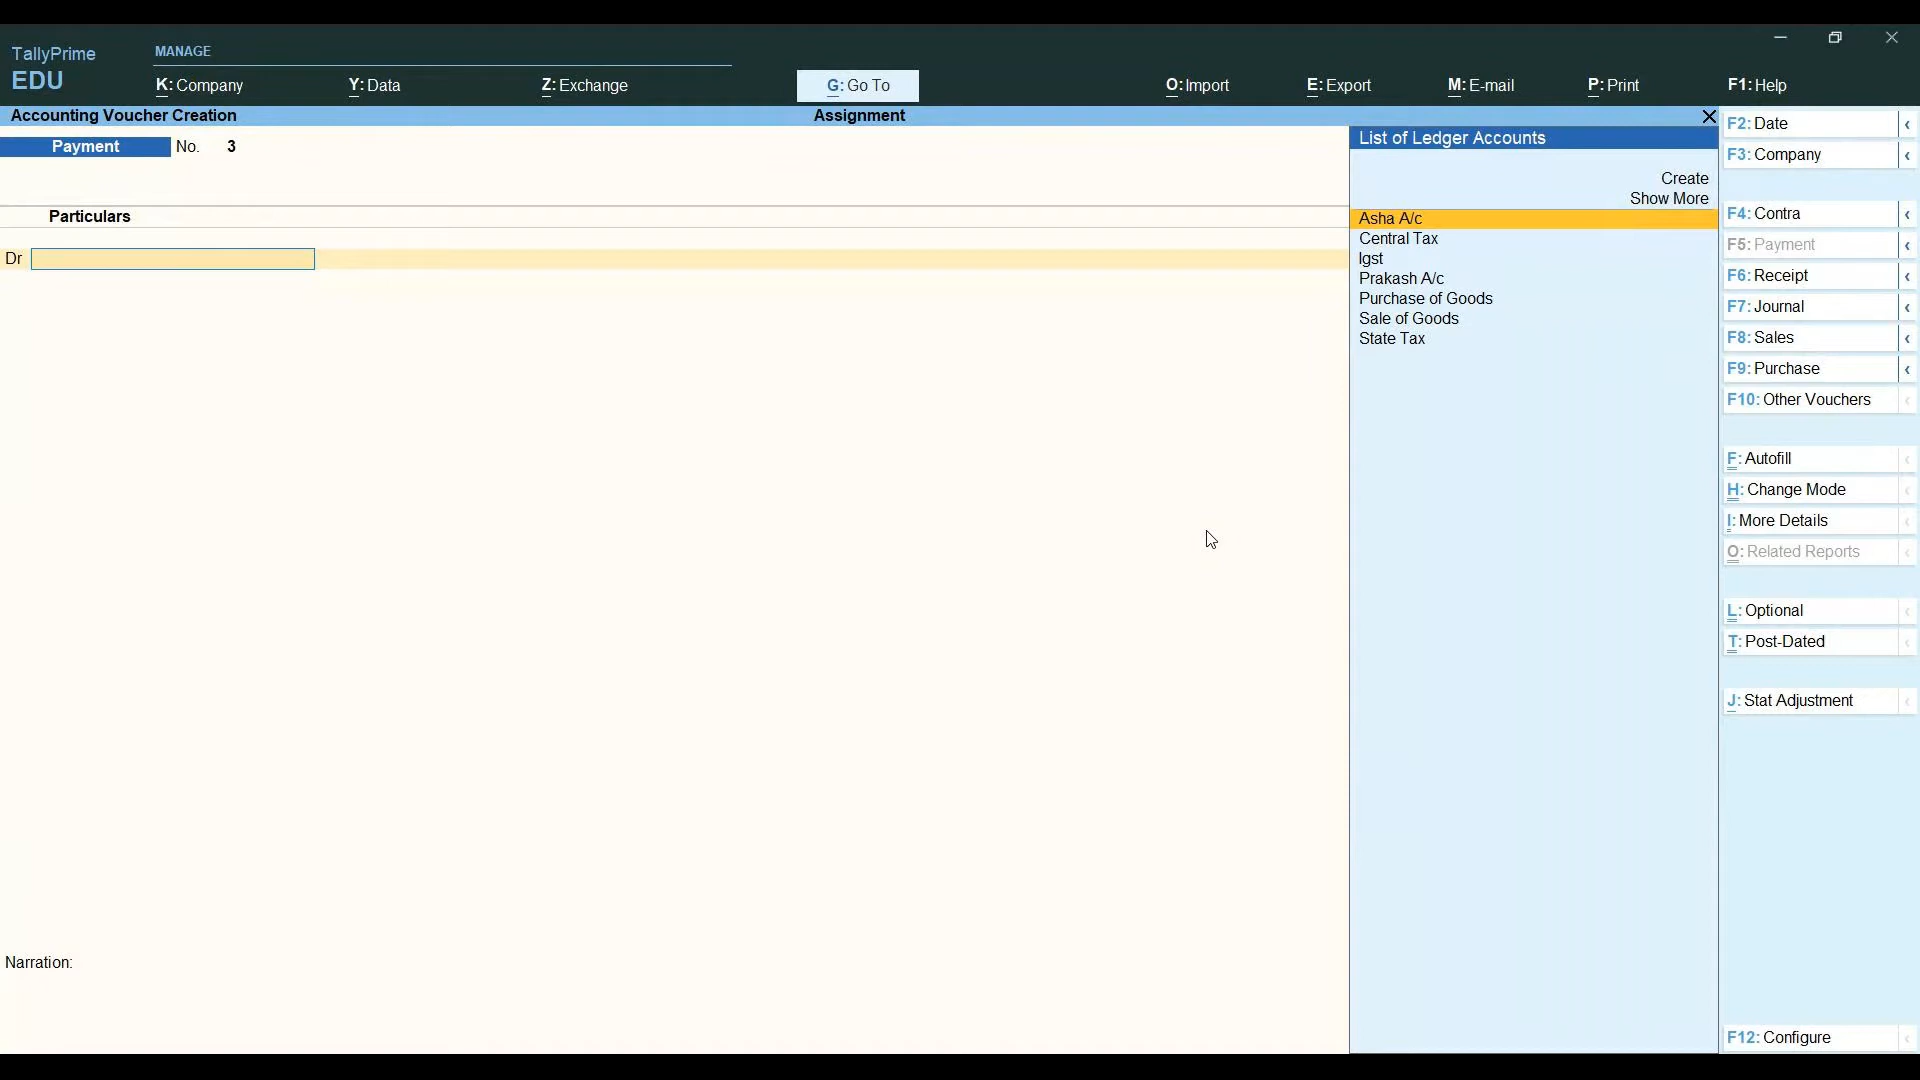 TallyPrime
EDU
MANAGE
K: Company
Y: Data
Z: Exchange
G: Go To
O: Import
E: Export
M: E-mail
P: Print
F1: Help
Accounting Voucher Creation
Assignment
Payment No. 3
Particulars
Dr
Narration:
List of Ledger Accounts
Create
Show More
Asha A/c
Central Tax
Igst
Prakash A/c
Purchase of Goods
Sale of Goods
State Tax
F2: Date
F3: Company
F4: Contra
F5: Payment
F6: Receipt
F7: Journal
F8: Sales
F9: Purchase
F10: Other Vouchers
F: Autofill
H: Change Mode
I: More Details
O: Related Reports
L: Optional
T: Post-Dated
J: Stat Adjustment
F12: Configure